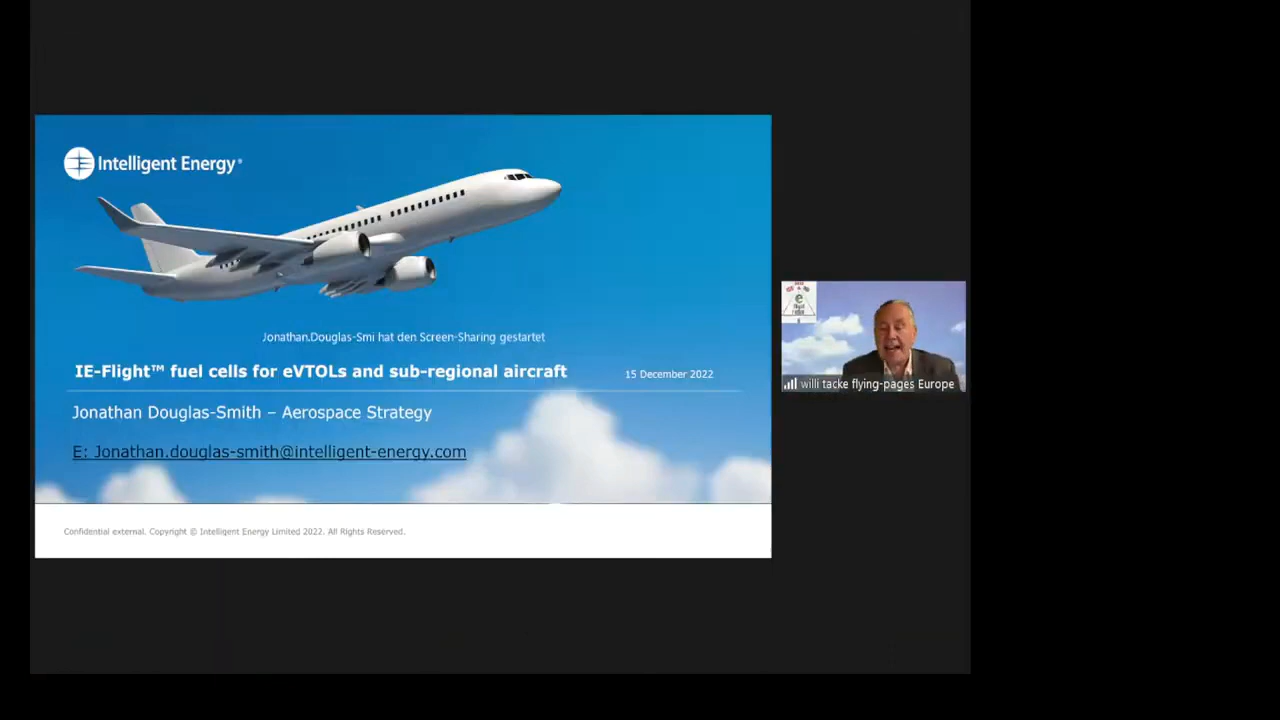 Intelligent Energy®
Jonathan.Douglas-Smi hat den Screen-Sharing gestartet
IE-Flight™ fuel cells for eVTOLs and sub-regional aircraft
15 December 2022
Jonathan Douglas-Smith – Aerospace Strategy
E: Jonathan.douglas-smith@intelligent-energy.com
Confidential external. Copyright © Intelligent Energy Limited 2022. All Rights Reserved.
e
flight
willi tacke flying-pages Europe